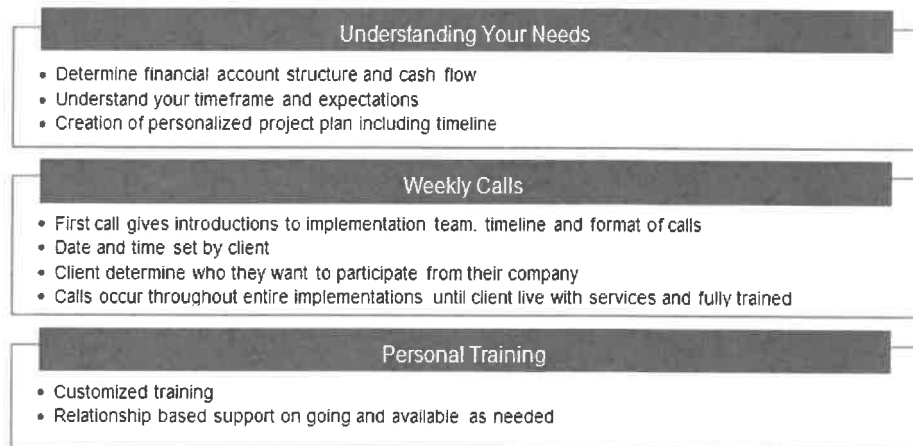 Understanding Your Needs
• Determine financial account structure and cash flow
• Understand your timeframe and expectations
• Creation of personalized project plan including timeline
Weekly Calls
• First call gives introductions to implementation team. timeline and format of calls
• Date and time set by client
• Client determine who they want to participate from their company
• Calls occur throughout entire implementations until client live with services and fully trained
Personal Training
• Customized training
• Relationship based support on going and available as needed